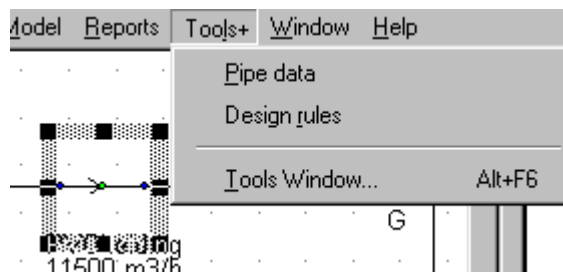 Model Reports Tools+ Window Help
Pipe data
Design rules
Tools Window... Alt+F6
G
11500 m3/h